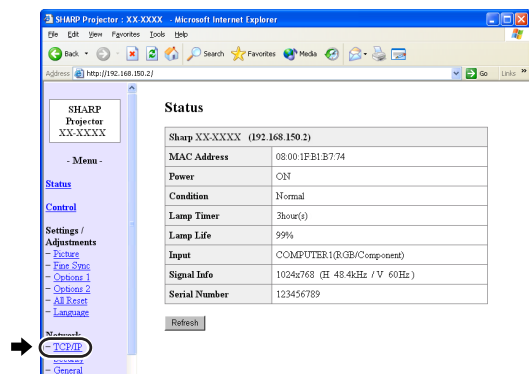 SHARP Projector : XX-XXXX - Microsoft Internet Explorer
File Edit View Favorites Tools Help
Back Search Favorites Media
Address http://192.168.150.2/ Go Links »
SHARP
Projector
XX-XXXX
- Menu -
Status
Control
Settings /
Adjustments
– Picture
– Fine Sync
– Options 1
– Options 2
– All Reset
– Language
Network
– TCP/IP
– Security
– General
Status
Sharp XX-XXXX (192.168.150.2)
MAC Address 08:00:1F:B1:B7:74
Power ON
Condition Normal
Lamp Timer 3hour(s)
Lamp Life 99%
Input COMPUTER1(RGB/Component)
Signal Info 1024x768 (H 48.4kHz / V 60Hz)
Serial Number 123456789
Refresh